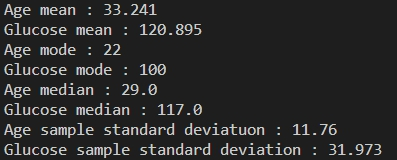 Age mean : 33.241
Glucose mean : 120.895
Age mode : 22
Glucose mode : 100
Age median : 29.0
Glucose median : 117.0
Age sample standard deviatuon : 11.76
Glucose sample standard deviation : 31.973